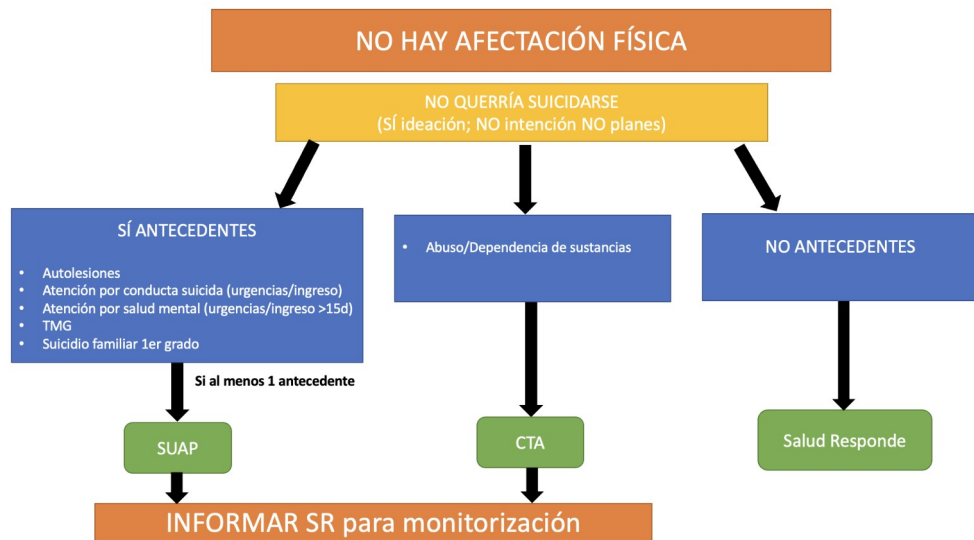 NO HAY AFECTACIÓN FÍSICA
NO QUERRÍA SUICIDARSE
(SÍ ideación; NO intención NO planes)
SÍ ANTECEDENTES
• Autolesiones
• Atención por conducta suicida (urgencias/ingreso)
• Atención por salud mental (urgencias/ingreso >15d)
• TMG
• Suicidio familiar 1er grado
• Abuso/Dependencia de sustancias
NO ANTECEDENTES
Si al menos 1 antecedente
SUAP
CTA
Salud Responde
INFORMAR SR para monitorización